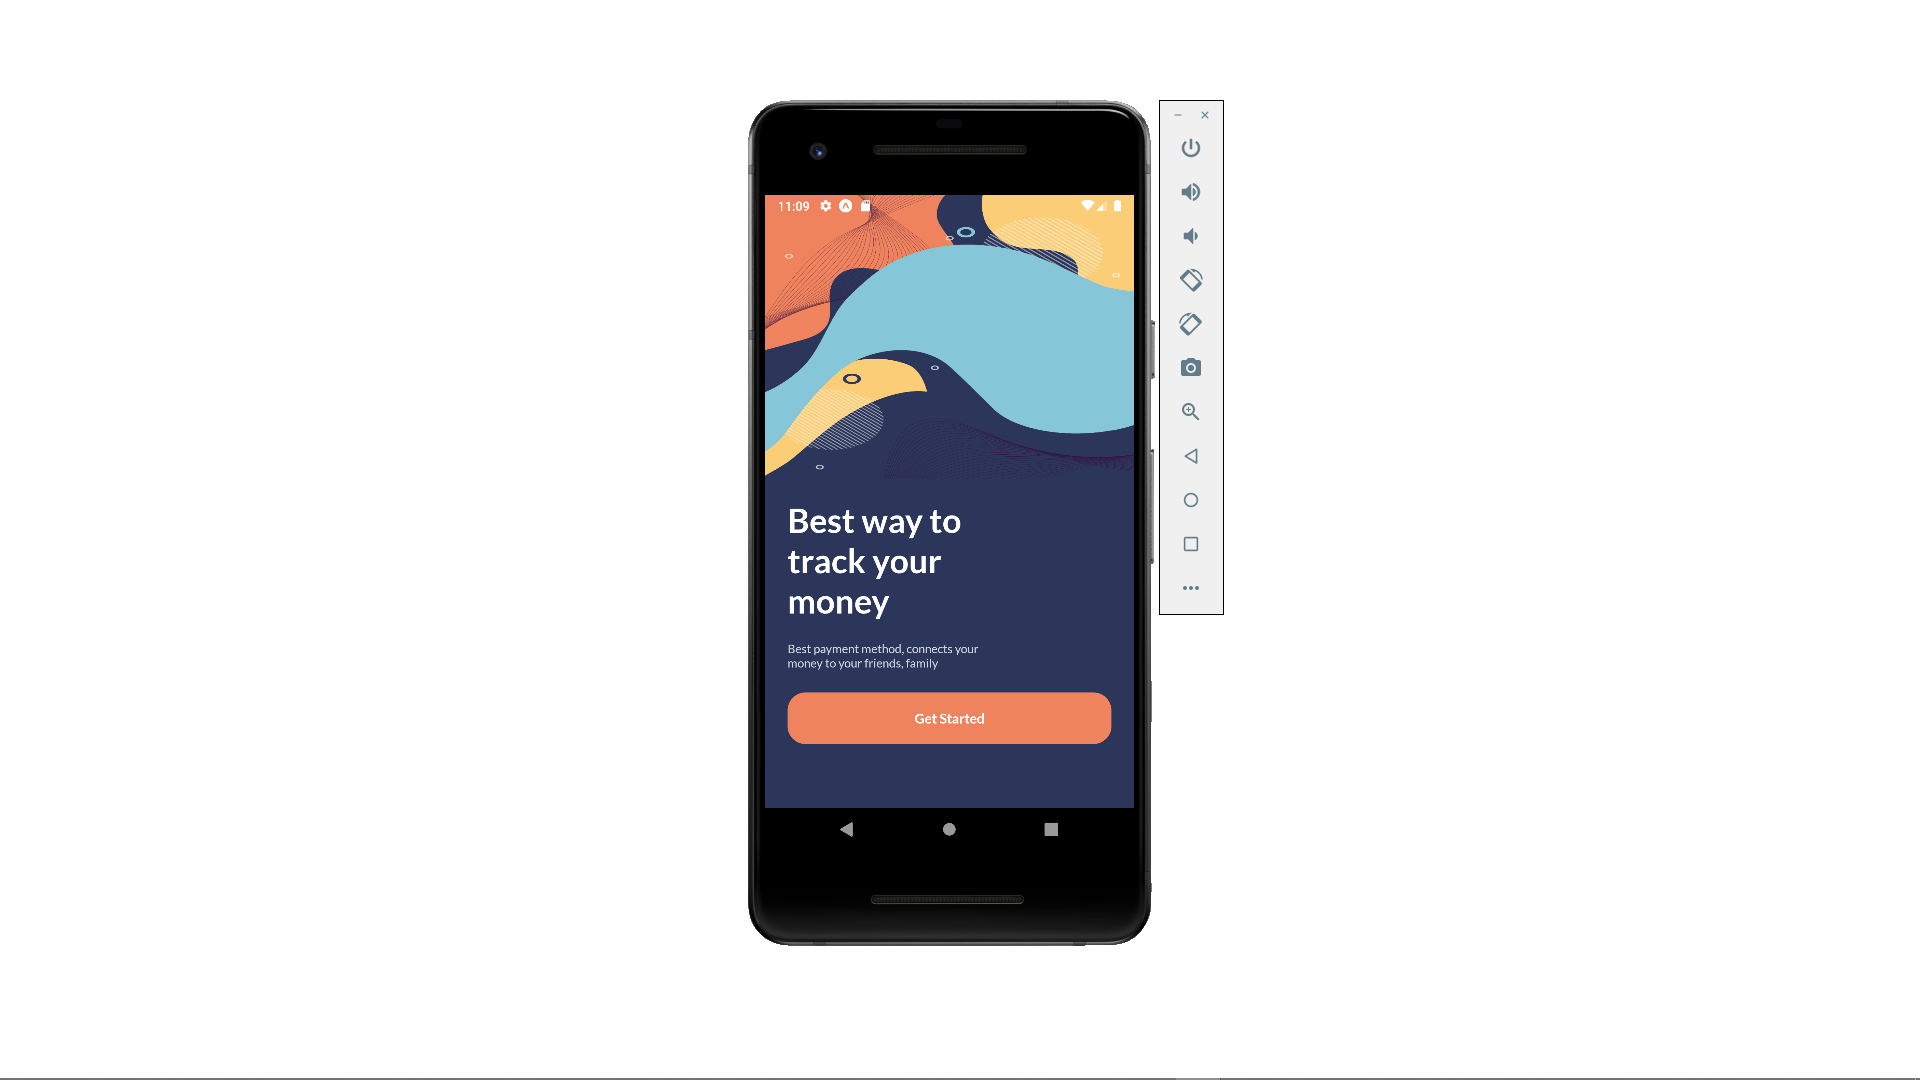 11:09
Best way to
track your
money
Best payment method, connects your
money to your friends, family
Get Started